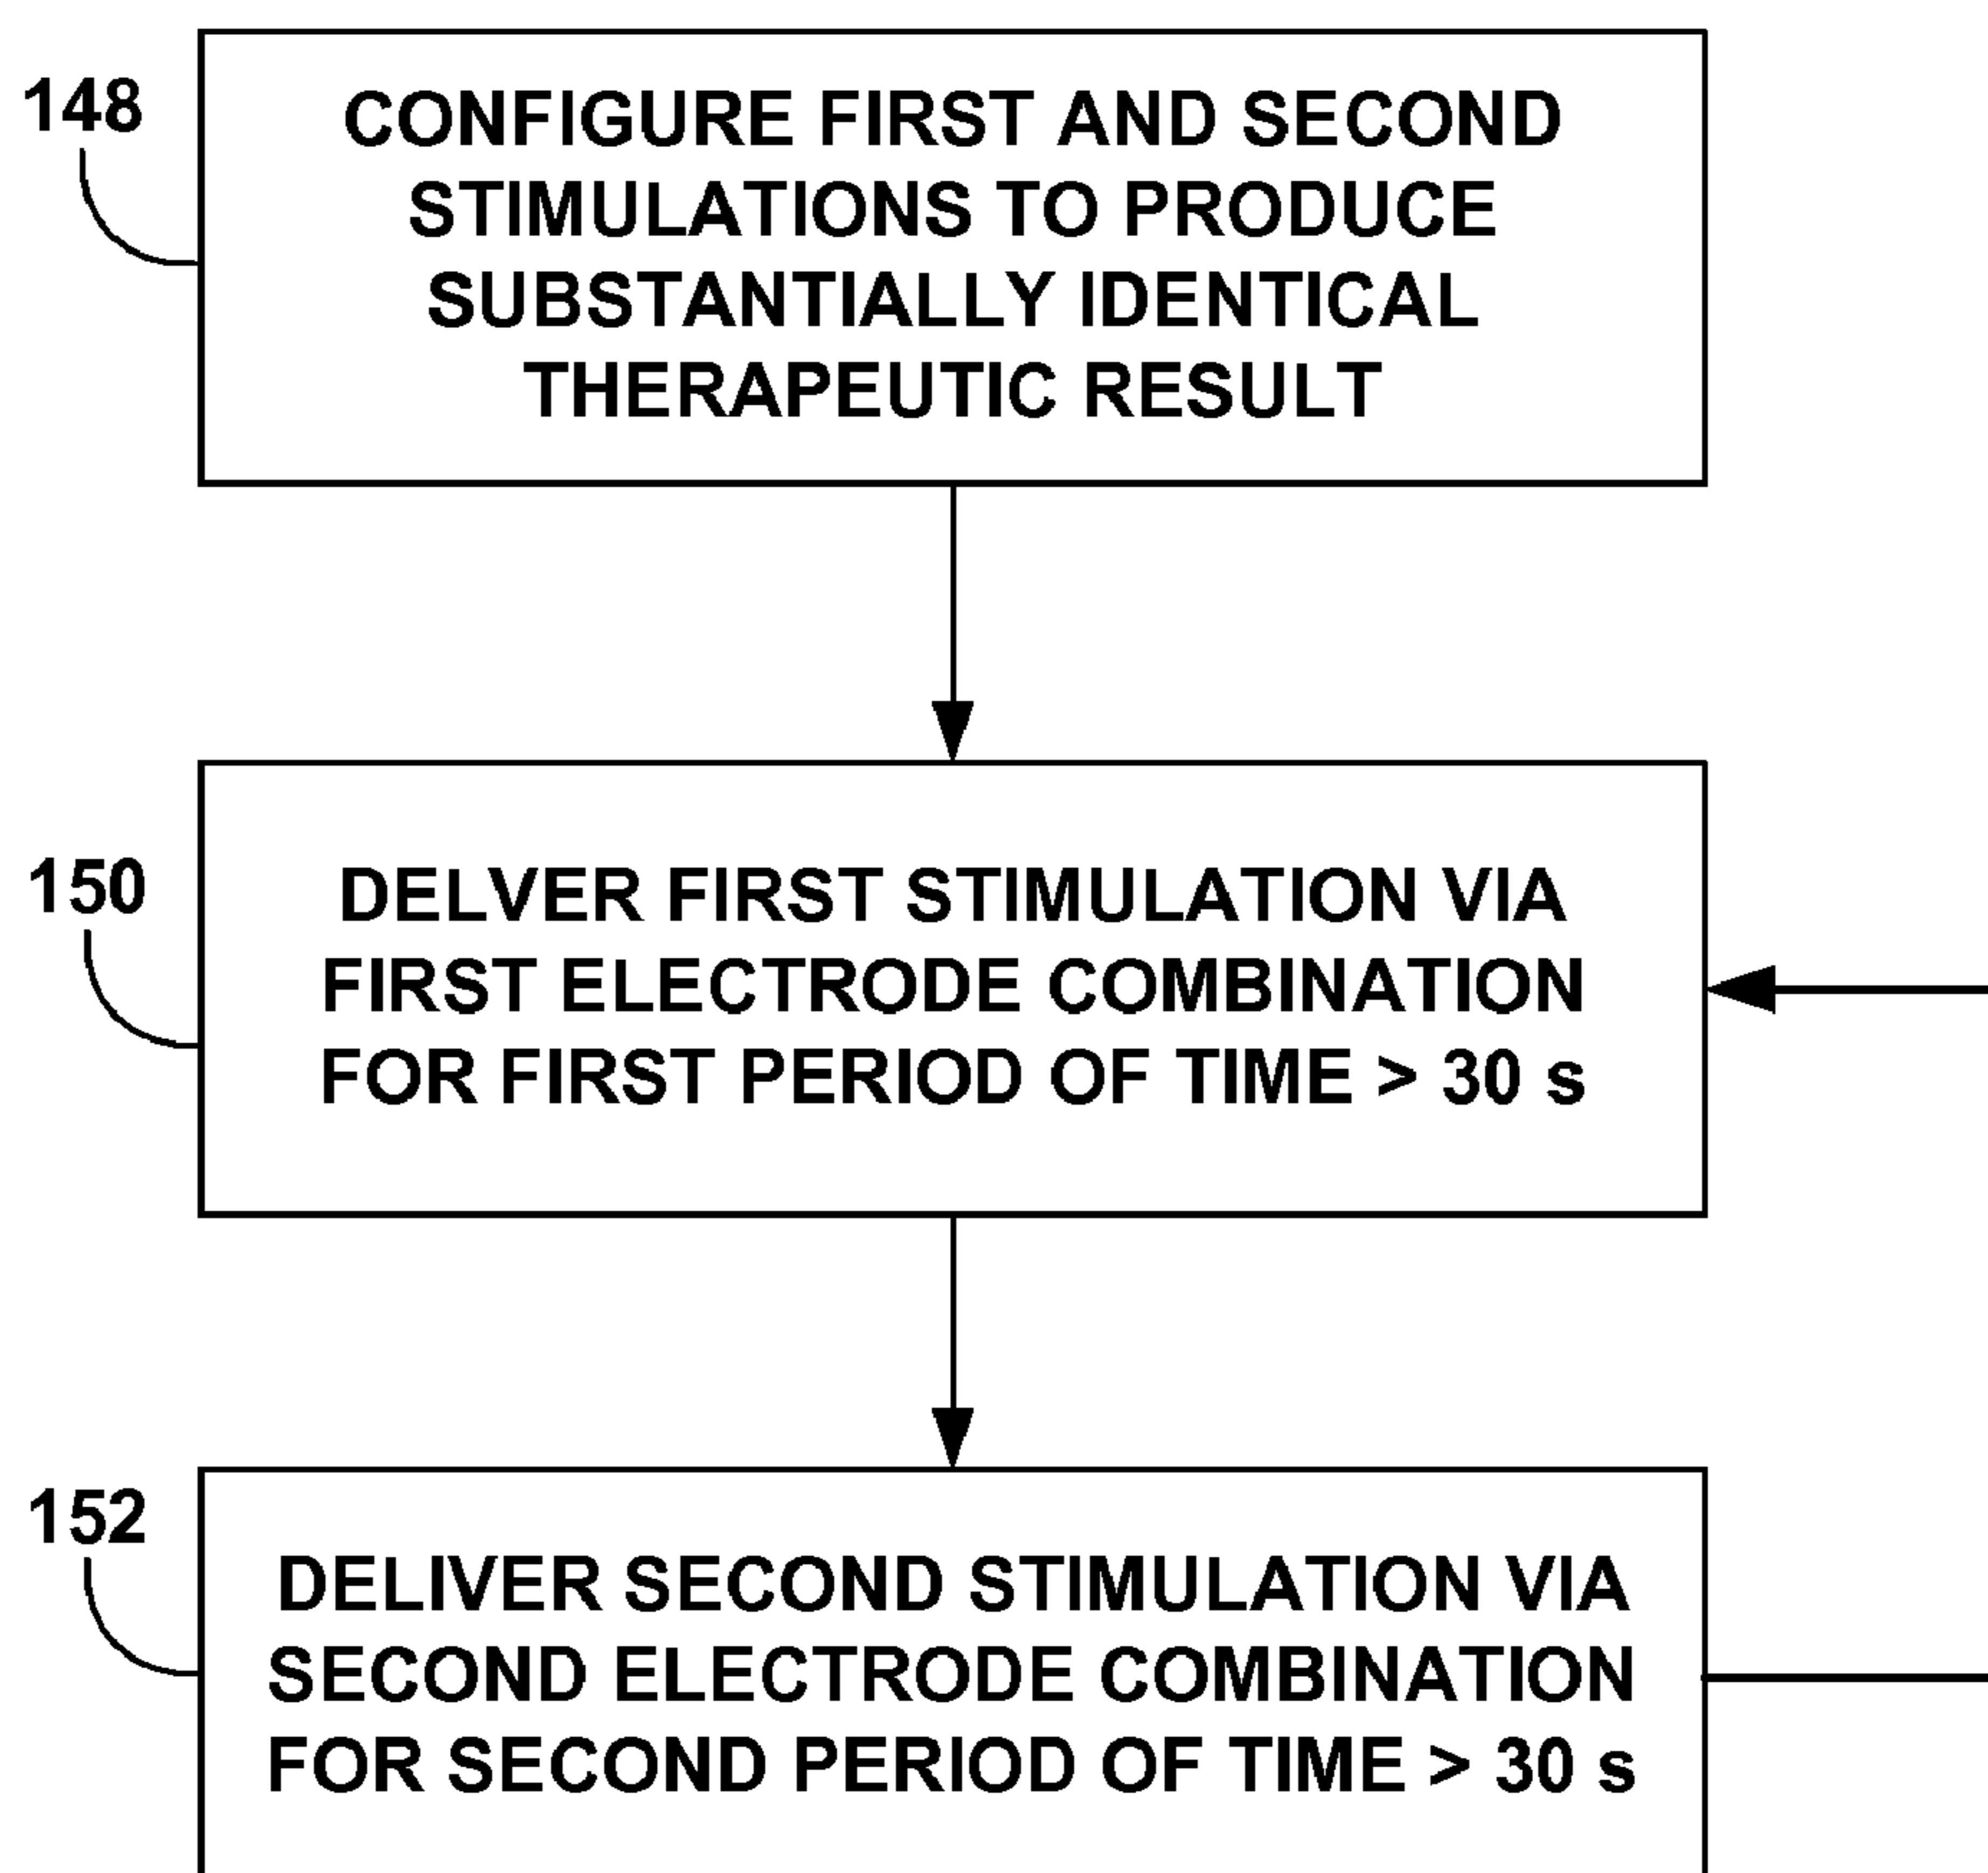 148
CONFIGURE FIRST AND SECOND
STIMULATIONS TO PRODUCE
SUBSTANTIALLY IDENTICAL
THERAPEUTIC RESULT
150
DELVER FIRST STIMULATION VIA
FIRST ELECTRODE COMBINATION
FOR FIRST PERIOD OF TIME > 30 s
152
DELIVER SECOND STIMULATION VIA
SECOND ELECTRODE COMBINATION
FOR SECOND PERIOD OF TIME > 30 s